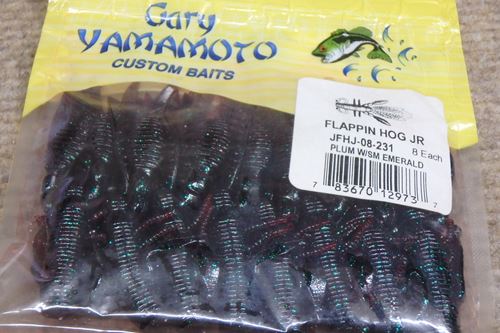 Gary
YAMAMOTO
CUSTOM BAITS
FLAPPIN HOG JR
JFHJ-08-231 8 Each
PLUM W/SM EMERALD
7 83670 12973 7